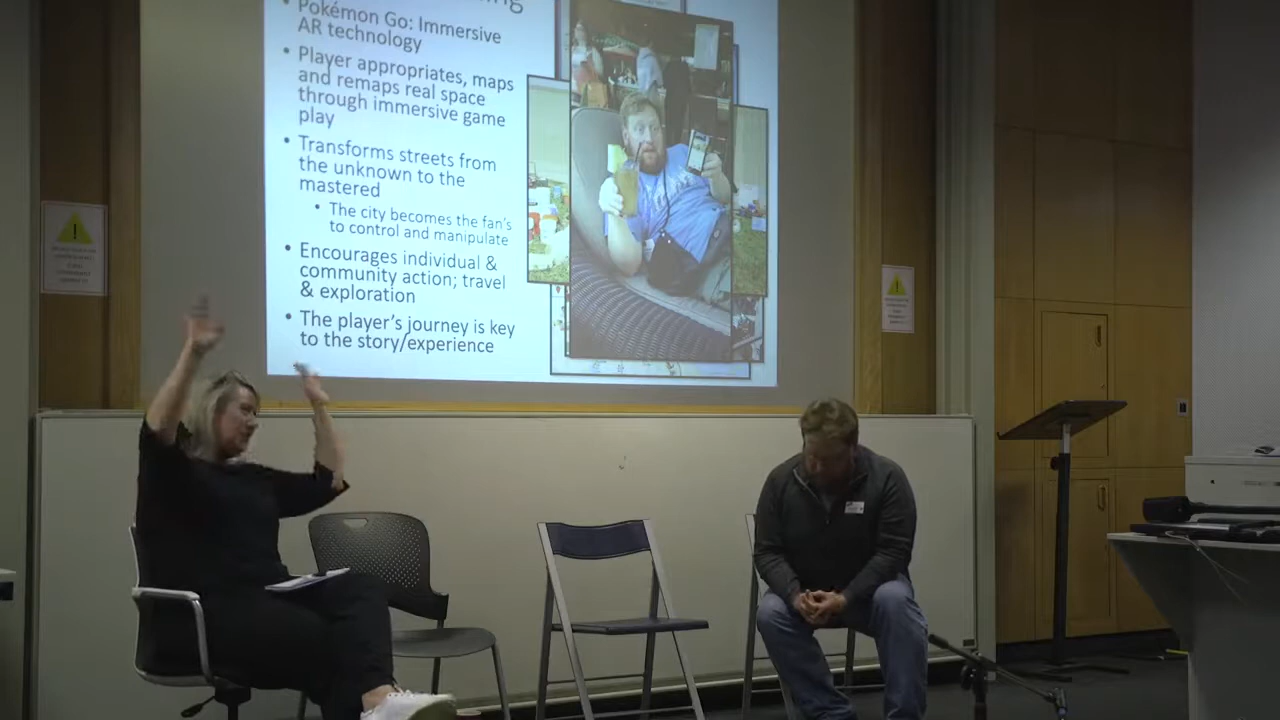 • Pokémon Go: Immersive
AR technology
• Player appropriates, maps
and remaps real space
through immersive game
play
• Transforms streets from
the unknown to the
mastered
• The city becomes the fan's
to control and manipulate
• Encourages individual &
community action; travel
& exploration
• The player's journey is key
to the story/experience